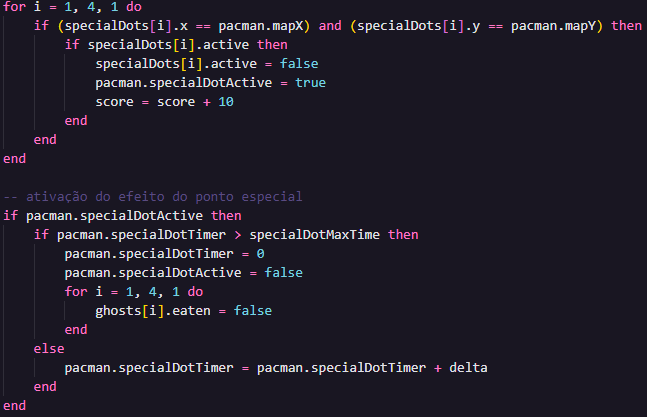 for i = 1, 4, 1 do
    if (specialDots[i].x == pacman.mapX) and (specialDots[i].y == pacman.mapY) then
        if specialDots[i].active then
            specialDots[i].active = false
            pacman.specialDotActive = true
            score = score + 10
        end
    end
end

-- ativação do efeito do ponto especial
if pacman.specialDotActive then
    if pacman.specialDotTimer > specialDotMaxTime then
        pacman.specialDotTimer = 0
        pacman.specialDotActive = false
        for i = 1, 4, 1 do
            ghosts[i].eaten = false
        end
    else
        pacman.specialDotTimer = pacman.specialDotTimer + delta
    end
end